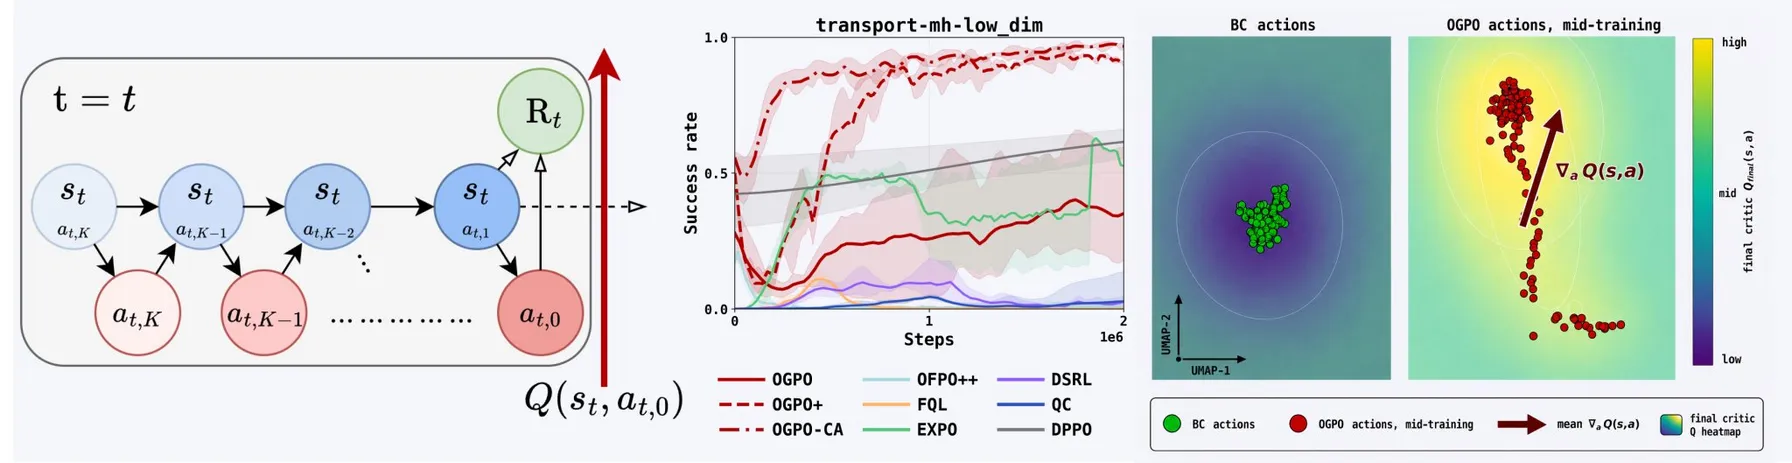 t = t
R_t
s_t
a_{t,K}
s_t
a_{t,K-1}
s_t
a_{t,K-2}
s_t
a_{t,1}
a_{t,K}
a_{t,K-1}
a_{t,0}
Q(s_t, a_{t,0})
transport-mh-low_dim
Success rate
1.0
0.5
0.0
0
1
2
1e6
Steps
OGPO
OGPO+
OGPO-CA
OFPO++
FQL
EXPO
DSRL
QC
DPPO
BC actions
UMAP-2
UMAP-1
OGPO actions, mid-training
∇_a Q(s,a)
high
mid
low
final critic Q_{final}(s,a)
BC actions
OGPO actions, mid-training
mean ∇_a Q(s,a)
final critic
Q heatmap